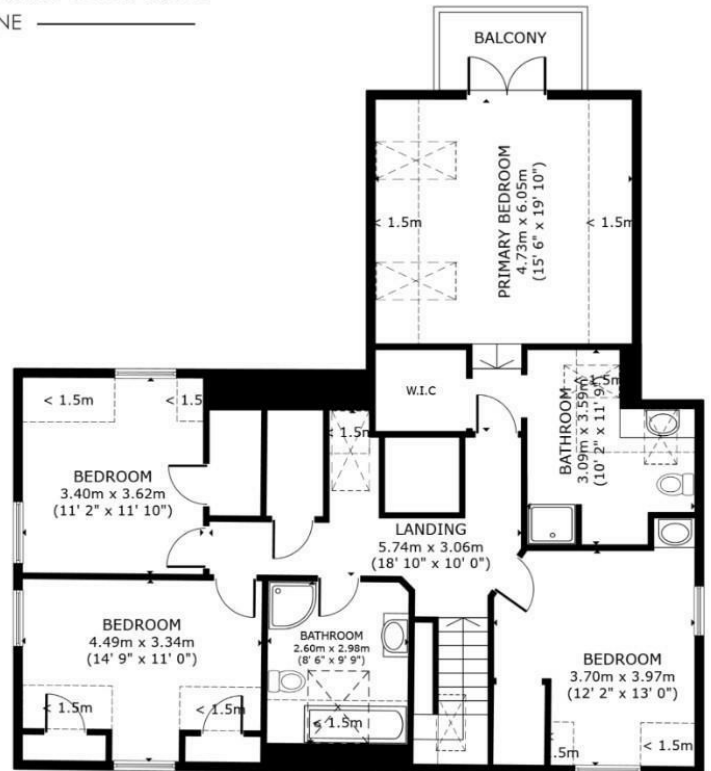 NE
BALCONY
PRIMARY BEDROOM
4.73m x 6.05m
(15' 6" x 19' 10")
< 1.5m
< 1.5m
W.I.C
< 1.5m
BATHROOM
3.09m x 3.59m
(10' 2" x 11' 9")
< 1.5m
< 1.5
BEDROOM
3.40m x 3.62m
(11' 2" x 11' 10")
< 1.5m
LANDING
5.74m x 3.06m
(18' 10" x 10' 0")
BEDROOM
4.49m x 3.34m
(14' 9" x 11' 0")
< 1.5m
< 1.5m
BATHROOM
2.60m x 2.98m
(8' 6" x 9' 9")
< 1.5m
BEDROOM
3.70m x 3.97m
(12' 2" x 13' 0")
.5m
< 1.5m